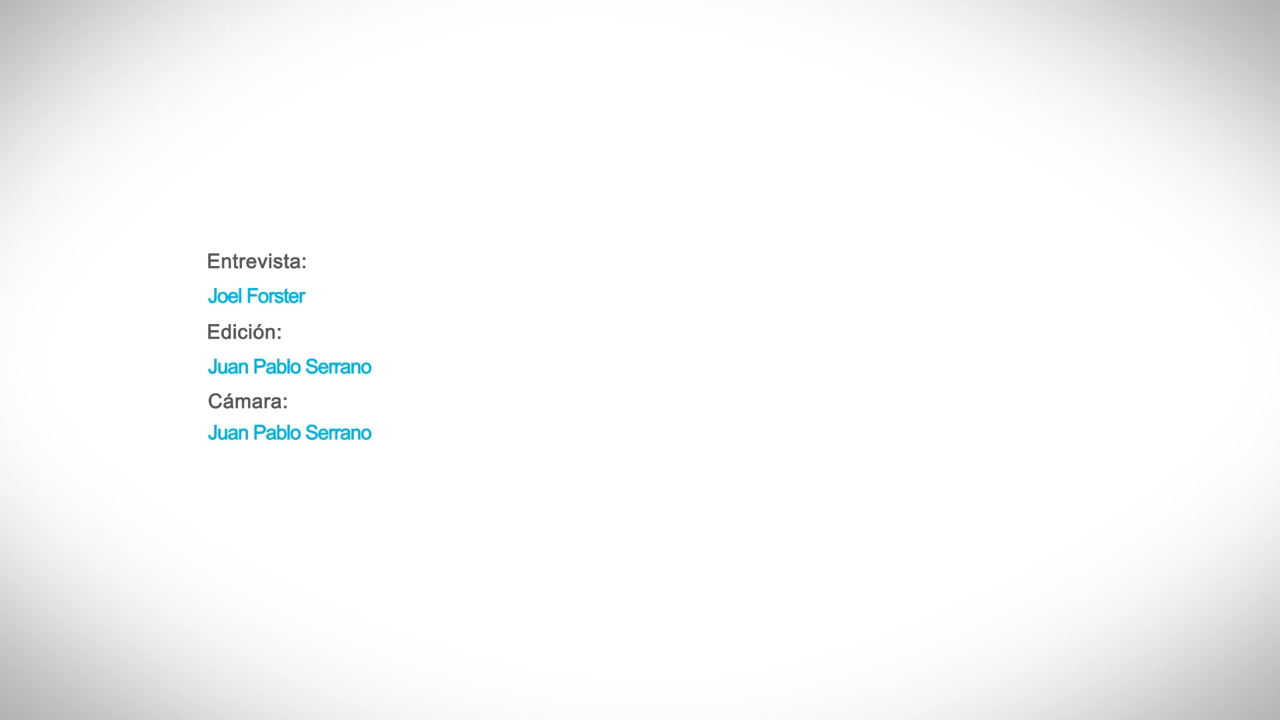 Entrevista:
Joel Forster
Edición:
Juan Pablo Serrano
Cámara:
Juan Pablo Serrano